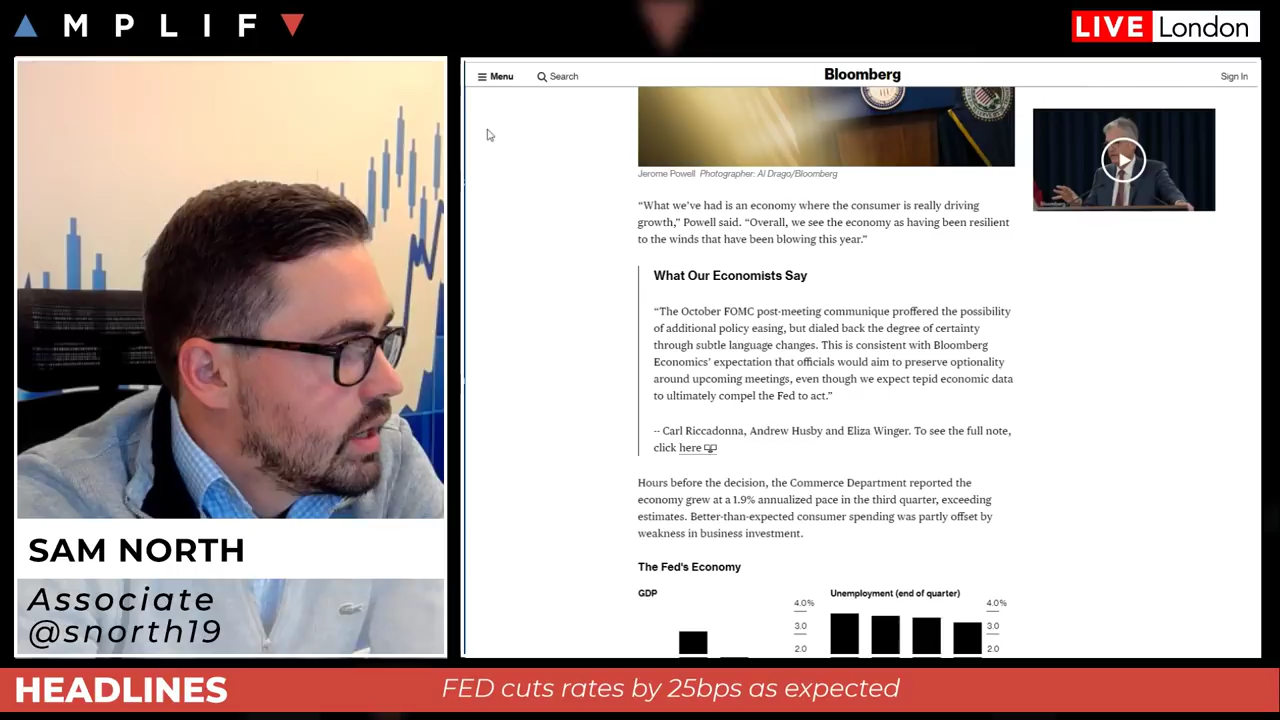 AMPLIFY
LIVE London
Menu
Search
Bloomberg
Sign In
Jerome Powell Photographer: Al Drago/Bloomberg
Bloomberg
“What we’ve had is an economy where the consumer is really driving
growth,” Powell said. “Overall, we see the economy as having been resilient
to the winds that have been blowing this year.”
What Our Economists Say
“The October FOMC post-meeting communique proffered the possibility
of additional policy easing, but dialed back the degree of certainty
through subtle language changes. This is consistent with Bloomberg
Economics’ expectation that officials would aim to preserve optionality
around upcoming meetings, even though we expect tepid economic data
to ultimately compel the Fed to act.”
-- Carl Riccadonna, Andrew Husby and Eliza Winger. To see the full note,
click here
Hours before the decision, the Commerce Department reported the
economy grew at a 1.9% annualized pace in the third quarter, exceeding
estimates. Better-than-expected consumer spending was partly offset by
weakness in business investment.
The Fed's Economy
GDP
Unemployment (end of quarter)
4.0%
4.0%
3.0
3.0
2.0
2.0
SAM NORTH
Associate
@snorth19
HEADLINES
FED cuts rates by 25bps as expected